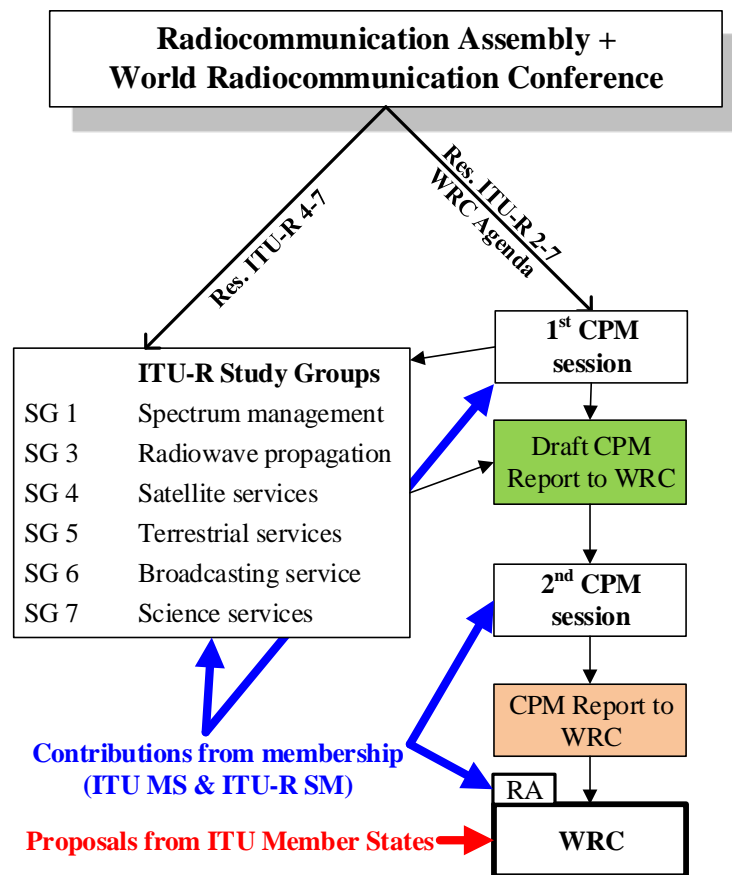 Radiocommunication Assembly +
World Radiocommunication Conference
Res. ITU-R 4-7
Res. ITU-R 2-7
WRC Agenda
1st CPM
session
ITU-R Study Groups
SG 1 Spectrum management
SG 3 Radiowave propagation
SG 4 Satellite services
SG 5 Terrestrial services
SG 6 Broadcasting service
SG 7 Science services
Draft CPM
Report to WRC
2nd CPM
session
CPM Report to
WRC
Contributions from membership
(ITU MS & ITU-R SM)
RA
Proposals from ITU Member States
WRC